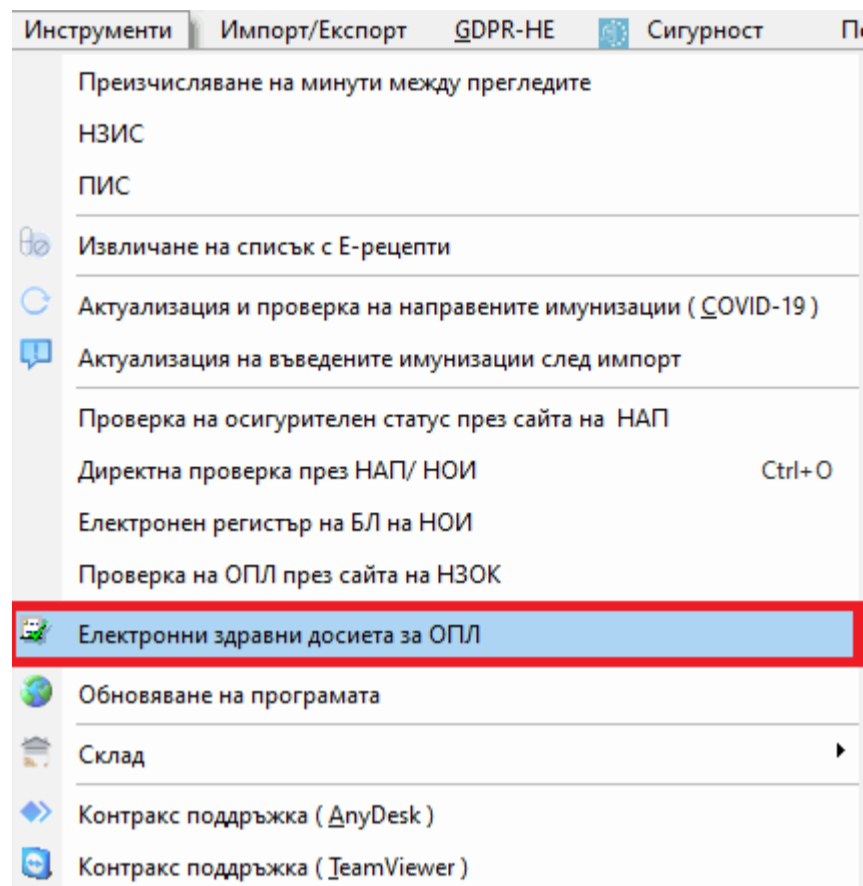 Инструменти Импорт/Експорт GDPR-НЕ Сигурност
Преизчисляване на минути между прегледите
НЗИС
ПИС
Извличане на списък с Е-рецепти
Актуализация и проверка на направените имунизации ( COVID-19 )
Актуализация на въведените имунизации след импорт
Проверка на осигурителен статус през сайта на НАП
Директна проверка през НАП/ НОИ Ctrl+O
Електронен регистър на БЛ на НОИ
Проверка на ОПЛ през сайта на НЗОК
Електронни здравни досиета за ОПЛ
Обновяване на програмата
Склад
Контракс поддръжка ( AnyDesk )
Контракс поддръжка ( TeamViewer )